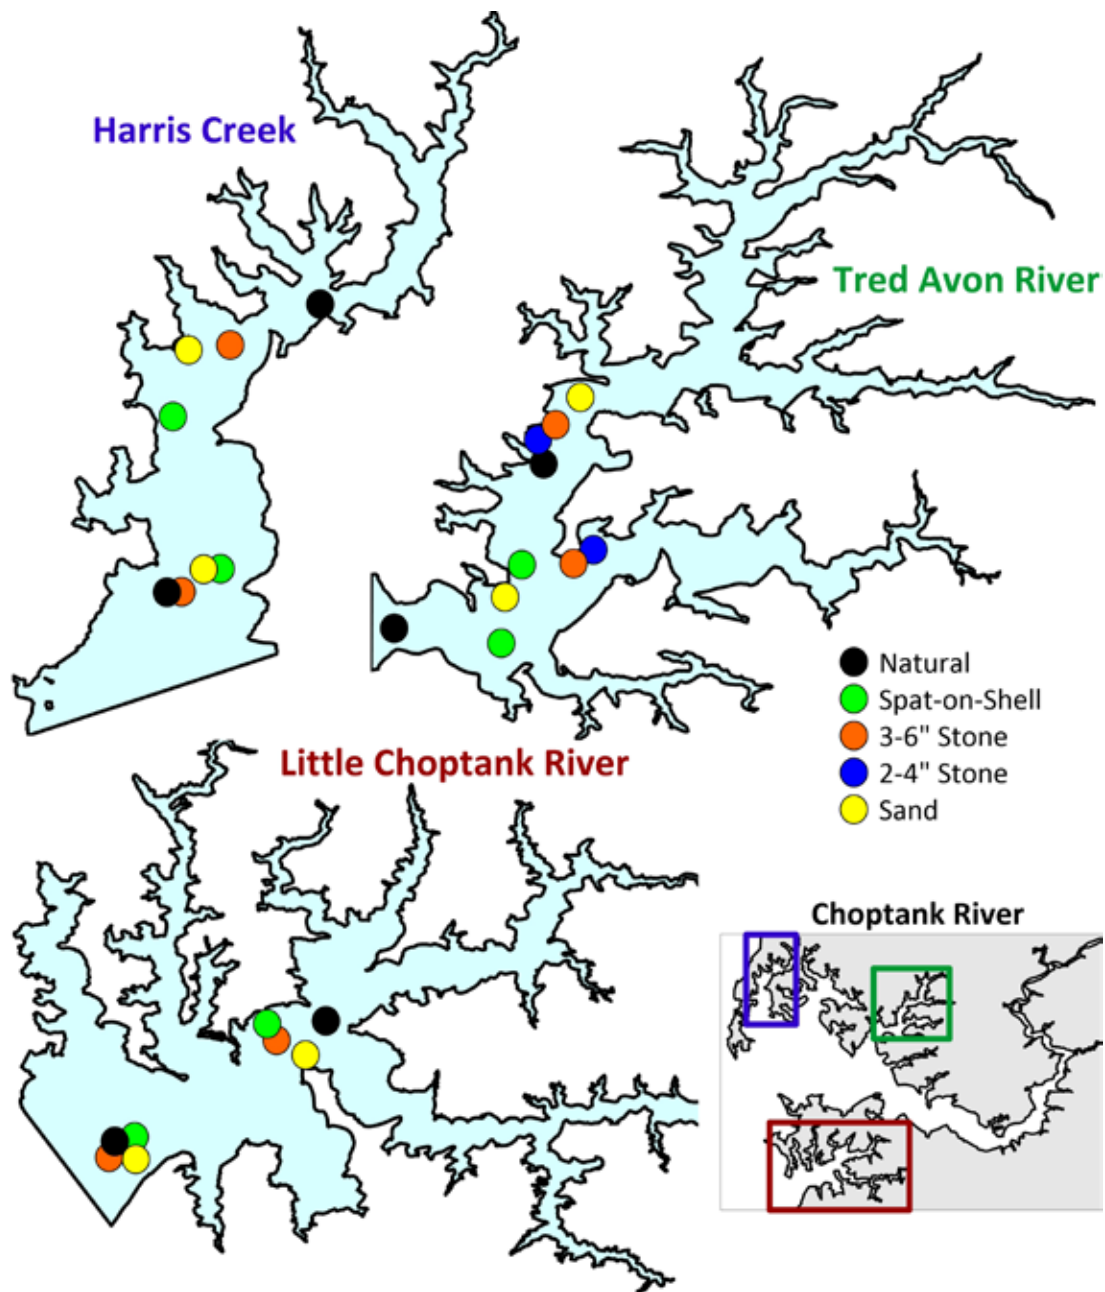 Harris Creek
Tred Avon River
Natural
Spat-on-Shell
3-6" Stone
2-4" Stone
Sand
Little Choptank River
Choptank River